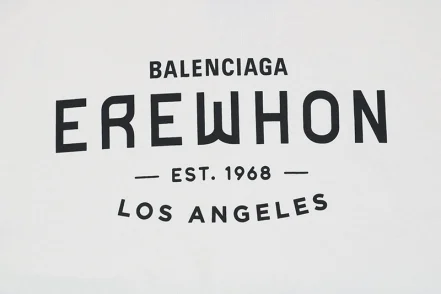 BALENCIAGA
EREWHON
— EST. 1968 —
LOS ANGELES